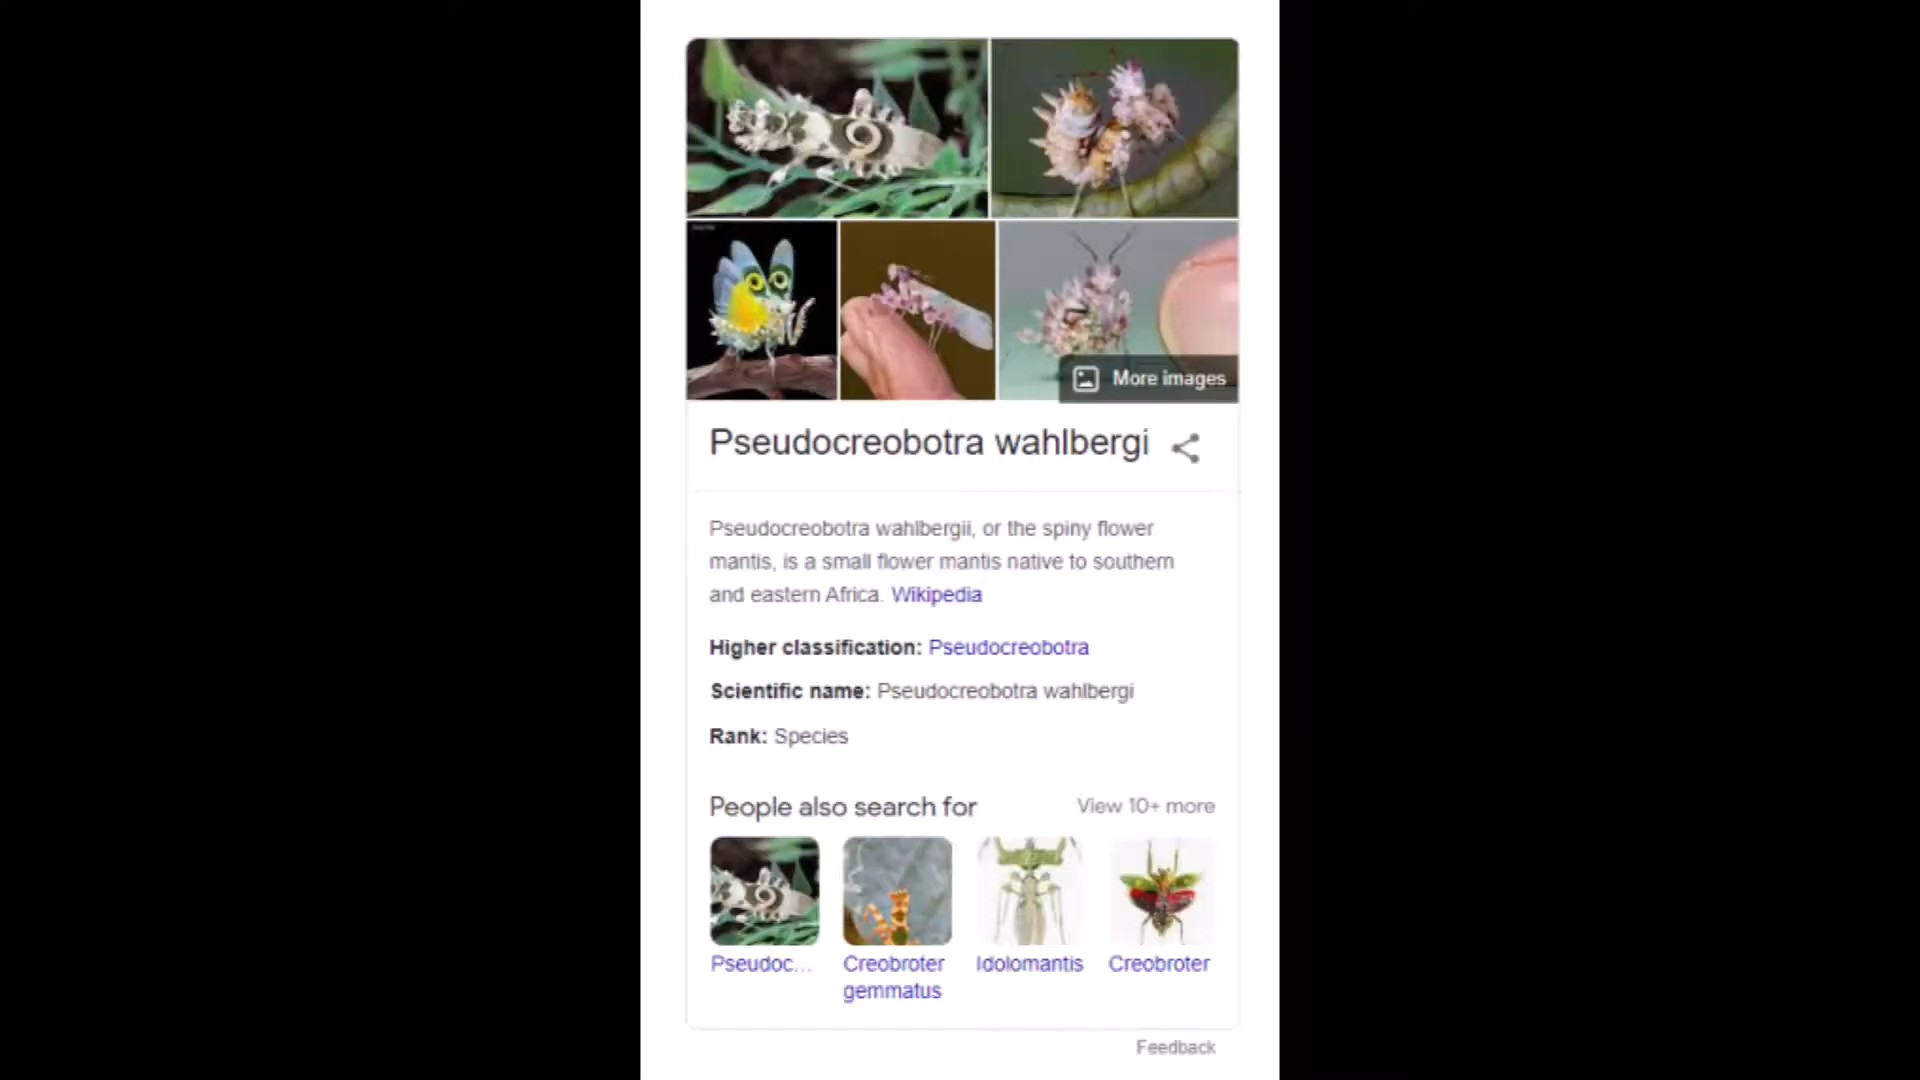 More images
Pseudocreobotra wahlbergi
Pseudocreobotra wahlbergii, or the spiny flower
mantis, is a small flower mantis native to southern
and eastern Africa. Wikipedia
Higher classification: Pseudocreobotra
Scientific name: Pseudocreobotra wahlbergi
Rank: Species
People also search for
View 10+ more
Pseudoc...
Creobroter
gemmatus
Idolomantis
Creobroter
Feedback